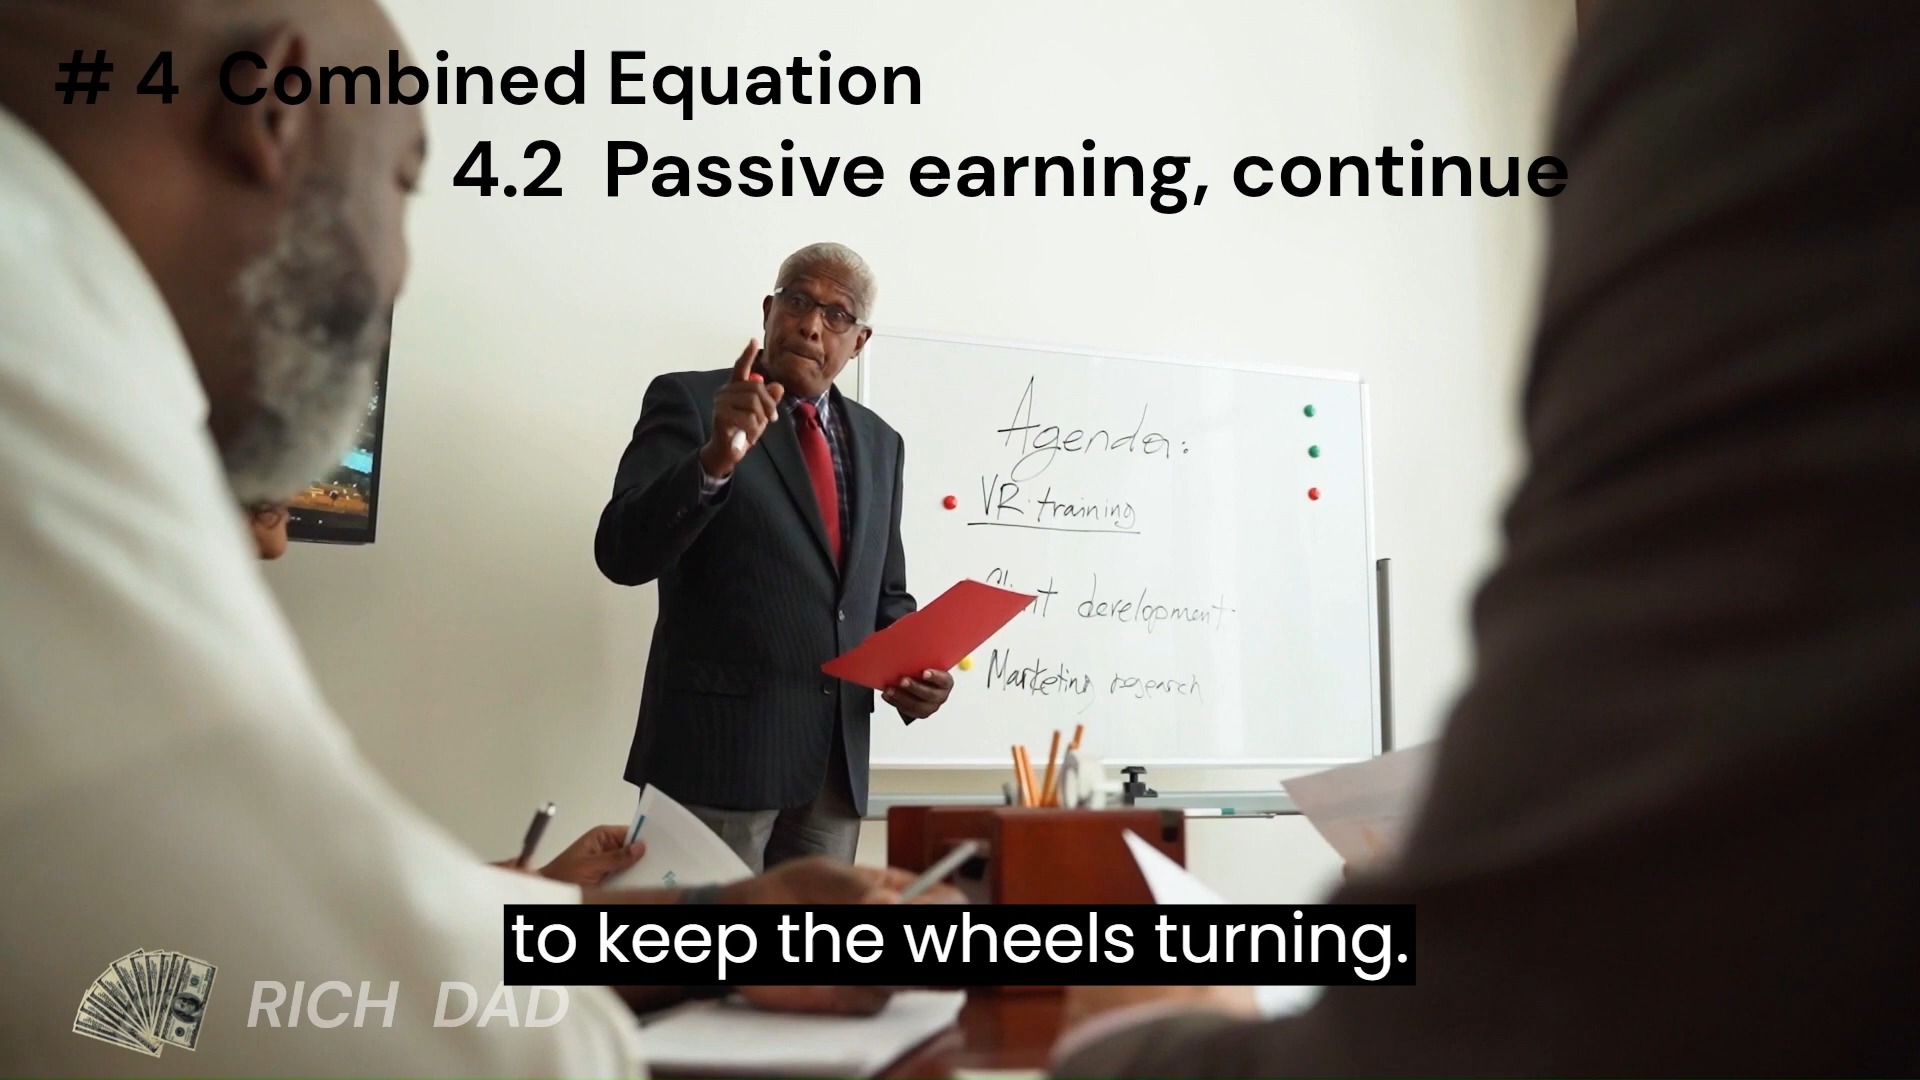 # 4 Combined Equation
4.2 Passive earning, continue
Agenda:
VR training
development
Marketing research
to keep the wheels turning.
RICH DAD